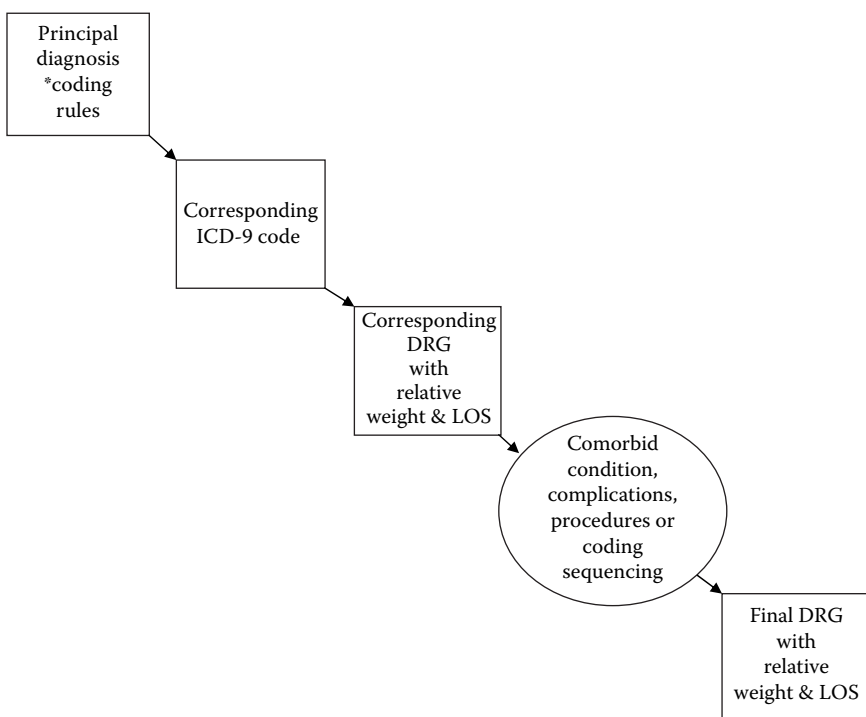 Principal
diagnosis
*coding
rules
Corresponding
ICD-9 code
Corresponding
DRG
with
relative
weight & LOS
Comorbid
condition,
complications,
procedures or
coding
sequencing
Final DRG
with
relative
weight & LOS